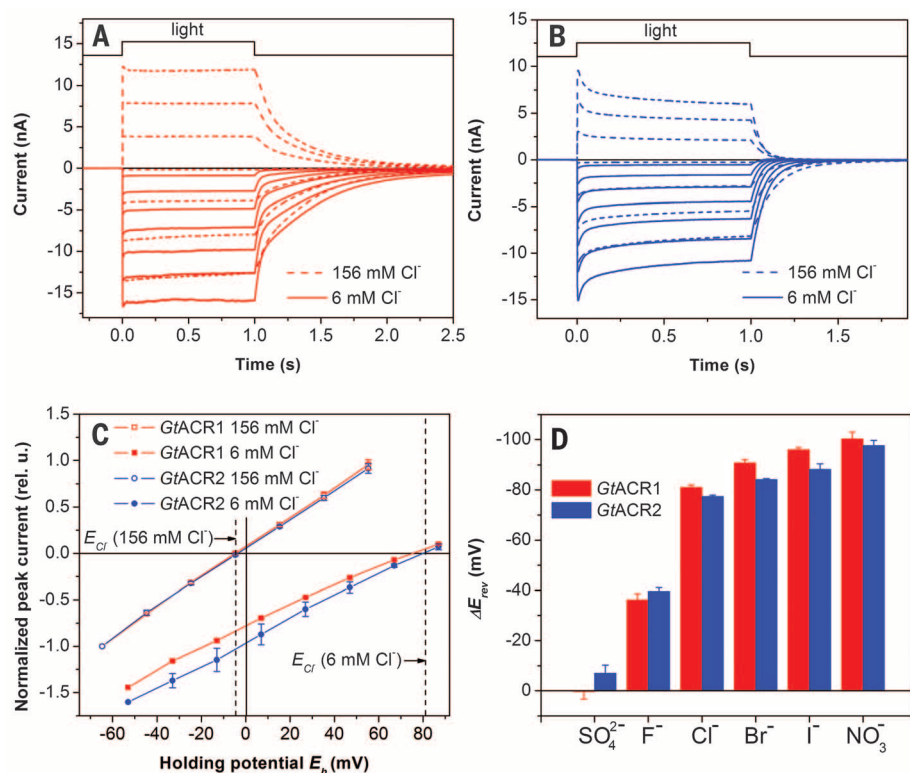 A
light
Current (nA)
15
10
5
0
-5
-10
-15
156 mM Cl⁻
6 mM Cl⁻
0.0 0.5 1.0 1.5 2.0 2.5
Time (s)
B
light
Current (nA)
15
10
5
0
-5
-10
-15
156 mM Cl⁻
6 mM Cl⁻
0.0 0.5 1.0 1.5
Time (s)
C
Normalized peak current (rel. u.)
1.5
1.0
0.5
0.0
-0.5
-1.0
-1.5
GtACR1 156 mM Cl⁻
GtACR1 6 mM Cl⁻
GtACR2 156 mM Cl⁻
GtACR2 6 mM Cl⁻
E_Cl (156 mM Cl⁻)
E_Cl (6 mM Cl⁻)
-60 -40 -20 0 20 40 60 80
Holding potential E_h (mV)
D
ΔE_rev (mV)
-100
-80
-60
-40
-20
0
GtACR1
GtACR2
SO₄²⁻ F⁻ Cl⁻ Br⁻ I⁻ NO₃⁻